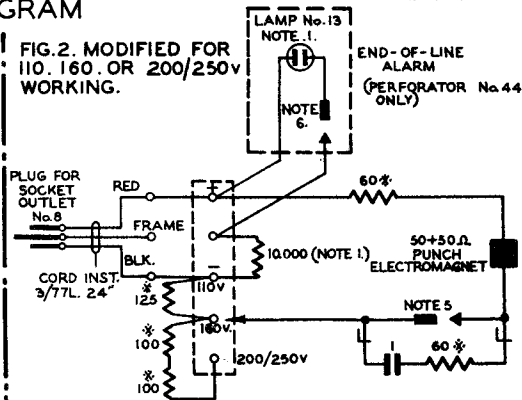 GRAM
FIG.2. MODIFIED FOR
110. 160. OR 200/250V
WORKING.
LAMP No.13
NOTE.1.
NOTE
6.
END-OF-LINE
ALARM
(PERFORATOR No 44
ONLY)
PLUG FOR
SOCKET
OUTLET
No.8
RED
FRAME
BLK.
CORD INST.
3/77L. 24"
+
–
60※
10.000 (NOTE 1.)
50+50Ω
PUNCH
ELECTROMAGNET
110V
※
125
160V.
※
100
※
100
200/250V
NOTE 5
1
60※